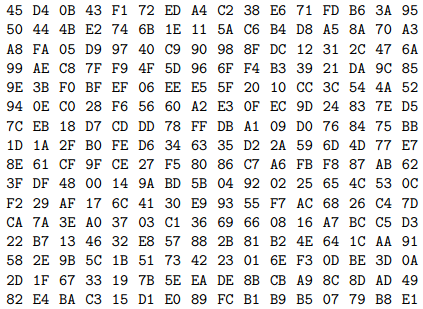 45 D4 0B 43 F1 72 ED A4 C2 38 E6 71 FD B6 3A 95
50 44 4B E2 74 6B 1E 11 5A C6 B4 D8 A5 8A 70 A3
A8 FA 05 D9 97 40 C9 90 98 8F DC 12 31 2C 47 6A
99 AE C8 7F F9 4F 5D 96 6F F4 B3 39 21 DA 9C 85
9E 3B F0 BF EF 06 EE E5 5F 20 10 CC 3C 54 4A 52
94 0E C0 28 F6 56 60 A2 E3 0F EC 9D 24 83 7E D5
7C EB 18 D7 CD DD 78 FF DB A1 09 D0 76 84 75 BB
1D 1A 2F B0 FE D6 34 63 35 D2 2A 59 6D 4D 77 E7
8E 61 CF 9F CE 27 F5 80 86 C7 A6 FB F8 87 AB 62
3F DF 48 00 14 9A BD 5B 04 92 02 25 65 4C 53 0C
F2 29 AF 17 6C 41 30 E9 93 55 F7 AC 68 26 C4 7D
CA 7A 3E A0 37 03 C1 36 69 66 08 16 A7 BC C5 D3
22 B7 13 46 32 E8 57 88 2B 81 B2 4E 64 1C AA 91
58 2E 9B 5C 1B 51 73 42 23 01 6E F3 0D BE 3D 0A
2D 1F 67 33 19 7B 5E EA DE 8B CB A9 8C 8D AD 49
82 E4 BA C3 15 D1 E0 89 FC B1 B9 B5 07 79 B8 E1